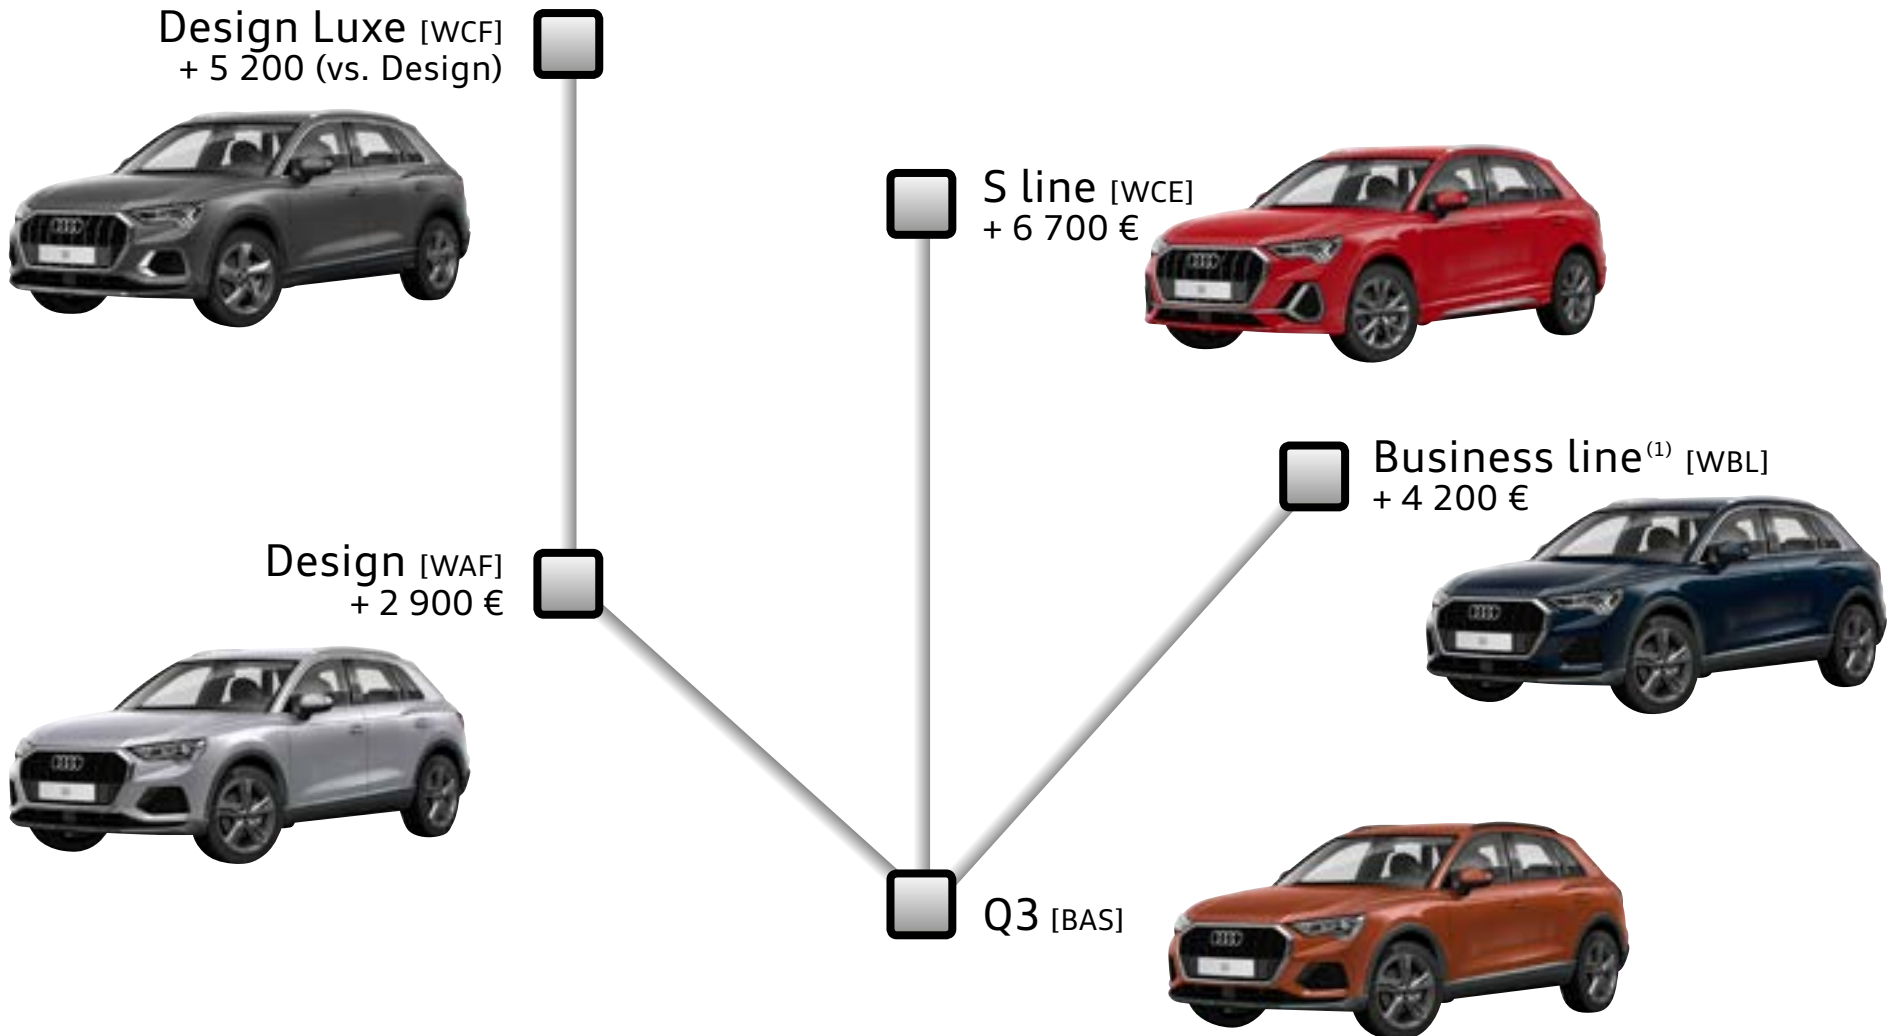 Design Luxe [WCF]
+ 5 200 (vs. Design)
S line [WCE]
+ 6 700 €
Business line(1) [WBL]
+ 4 200 €
Design [WAF]
+ 2 900 €
Q3 [BAS]